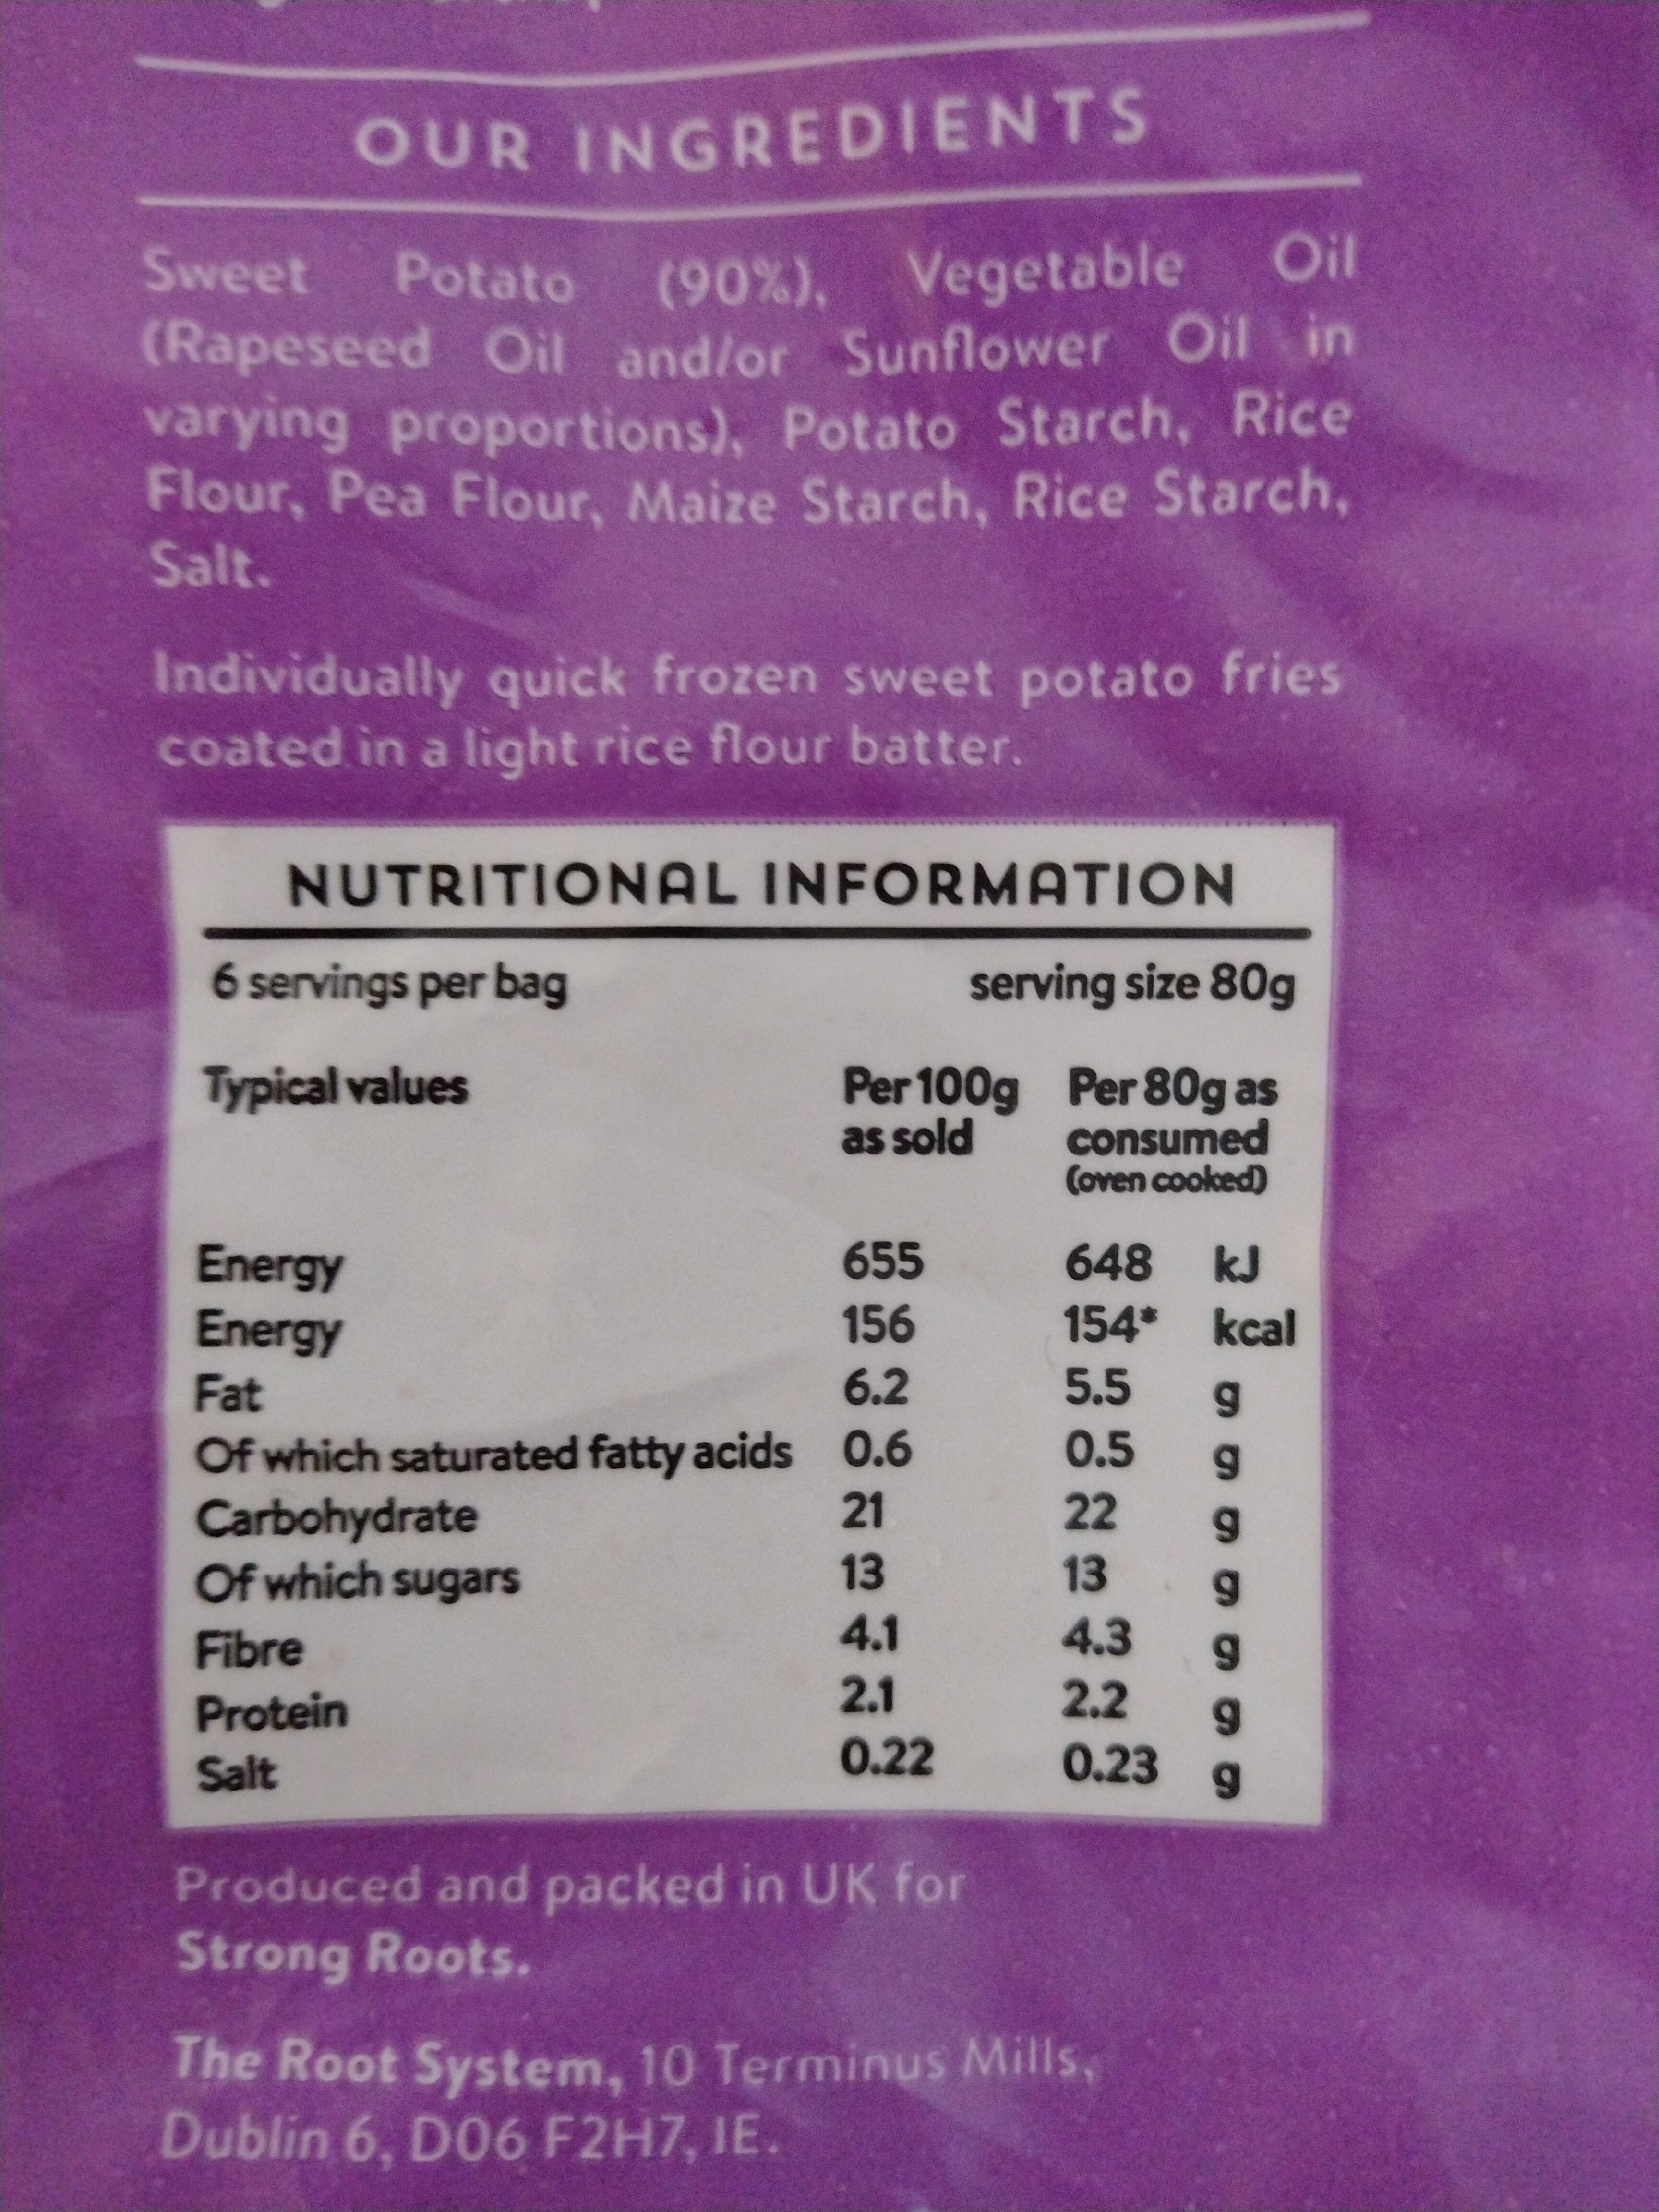 OUR INGREDIENTS
Sweet Potato (90%), Vegetable Oil
(Rapeseed Oil and/or Sunflower Oil in
varying proportions), Potato Starch, Rice
Flour, Pea Flour, Maize Starch, Rice Starch,
Salt.
Individually quick frozen sweet potato fries
coated in a light rice flour batter.
NUTRITIONAL INFORMATION
6 servings per bag serving size 80g
Typical values Per 100g Per 80g as
as sold consumed
(oven cooked)
Energy 655 648 kJ
Energy 156 154* kcal
Fat 6.2 5.5 g
Of which saturated fatty acids 0.6 0.5 g
Carbohydrate 21 22 g
Of which sugars 13 13 g
Fibre 4.1 4.3 g
Protein 2.1 2.2 g
Salt 0.22 0.23 g
Produced and packed in UK for
Strong Roots.
The Root System, 10 Terminus Mills,
Dublin 6, D06 F2H7, IE.